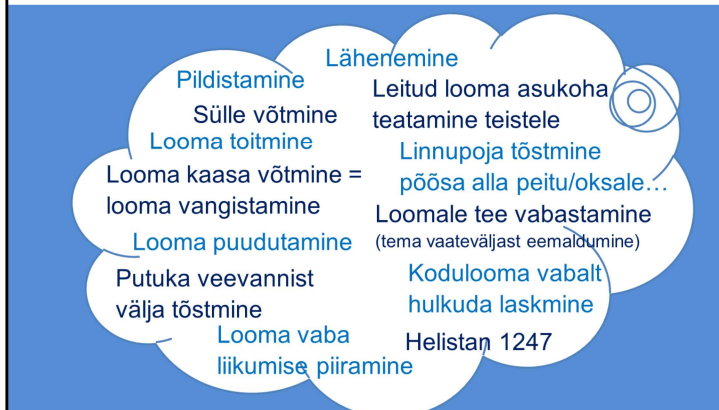 Lähenemine
Pildistamine
Leitud looma asukoha
teatamine teistele
Sülle võtmine
Looma toitmine
Linnupoja tõstmine
põõsa alla peitu/oksale…
Looma kaasa võtmine =
looma vangistamine
Loomale tee vabastamine
(tema vaateväljast eemaldumine)
Looma puudutamine
Kodulooma vabalt
hulkuda laskmine
Putuka veevannist
välja tõstmine
Looma vaba
liikumise piiramine
Helistan 1247